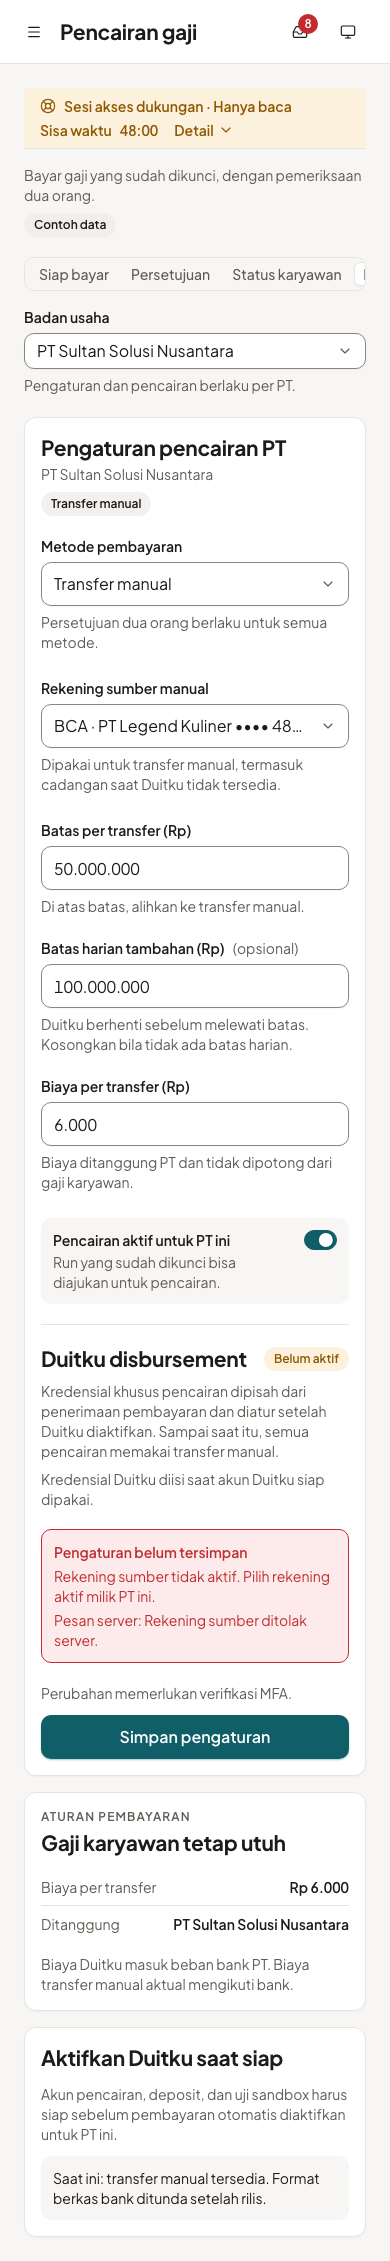 Pencairan gaji
8
Sesi akses dukungan · Hanya baca
Sisa waktu 48:00 Detail
Bayar gaji yang sudah dikunci, dengan pemeriksaan
dua orang.
Contoh data
Siap bayar Persetujuan Status karyawan
Badan usaha
PT Sultan Solusi Nusantara
Pengaturan dan pencairan berlaku per PT.
Pengaturan pencairan PT
PT Sultan Solusi Nusantara
Transfer manual
Metode pembayaran
Transfer manual
Persetujuan dua orang berlaku untuk semua
metode.
Rekening sumber manual
BCA · PT Legend Kuliner •••• 48...
Dipakai untuk transfer manual, termasuk
cadangan saat Duitku tidak tersedia.
Batas per transfer (Rp)
50.000.000
Di atas batas, alihkan ke transfer manual.
Batas harian tambahan (Rp) (opsional)
100.000.000
Duitku berhenti sebelum melewati batas.
Kosongkan bila tidak ada batas harian.
Biaya per transfer (Rp)
6.000
Biaya ditanggung PT dan tidak dipotong dari
gaji karyawan.
Pencairan aktif untuk PT ini
Run yang sudah dikunci bisa
diajukan untuk pencairan.
Duitku disbursement Belum aktif
Kredensial khusus pencairan dipisah dari
penerimaan pembayaran dan diatur setelah
Duitku diaktifkan. Sampai saat itu, semua
pencairan memakai transfer manual.
Kredensial Duitku diisi saat akun Duitku siap
dipakai.
Pengaturan belum tersimpan
Rekening sumber tidak aktif. Pilih rekening
aktif milik PT ini.
Pesan server: Rekening sumber ditolak
server.
Perubahan memerlukan verifikasi MFA.
Simpan pengaturan
ATURAN PEMBAYARAN
Gaji karyawan tetap utuh
Biaya per transfer Rp 6.000
Ditanggung PT Sultan Solusi Nusantara
Biaya Duitku masuk beban bank PT. Biaya
transfer manual aktual mengikuti bank.
Aktifkan Duitku saat siap
Akun pencairan, deposit, dan uji sandbox harus
siap sebelum pembayaran otomatis diaktifkan
untuk PT ini.
Saat ini: transfer manual tersedia. Format
berkas bank ditunda setelah rilis.